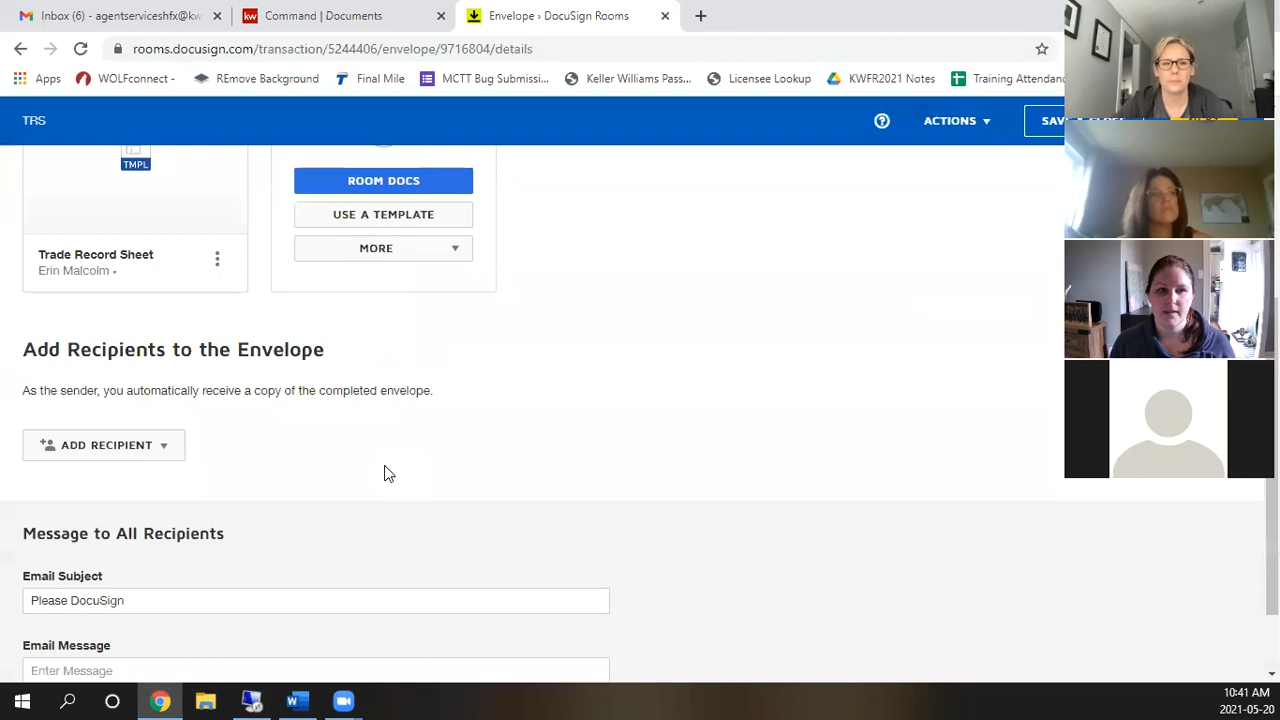 Inbox (6) - agentserviceshfx@kw
Command | Documents
Envelope › DocuSign Rooms
rooms.docusign.com/transaction/5244406/envelope/9716804/details
Apps
WOLFconnect -
REmove Background
Final Mile
MCTT Bug Submissi...
Keller Williams Pass...
Licensee Lookup
KWFR2021 Notes
Training Attendanc
TRS
ACTIONS
TMPL
ROOM DOCS
USE A TEMPLATE
MORE
Trade Record Sheet
Erin Malcolm
Add Recipients to the Envelope
As the sender, you automatically receive a copy of the completed envelope.
ADD RECIPIENT
Message to All Recipients
Email Subject
Please DocuSign
Email Message
Enter Message
10:41 AM
2021-05-20